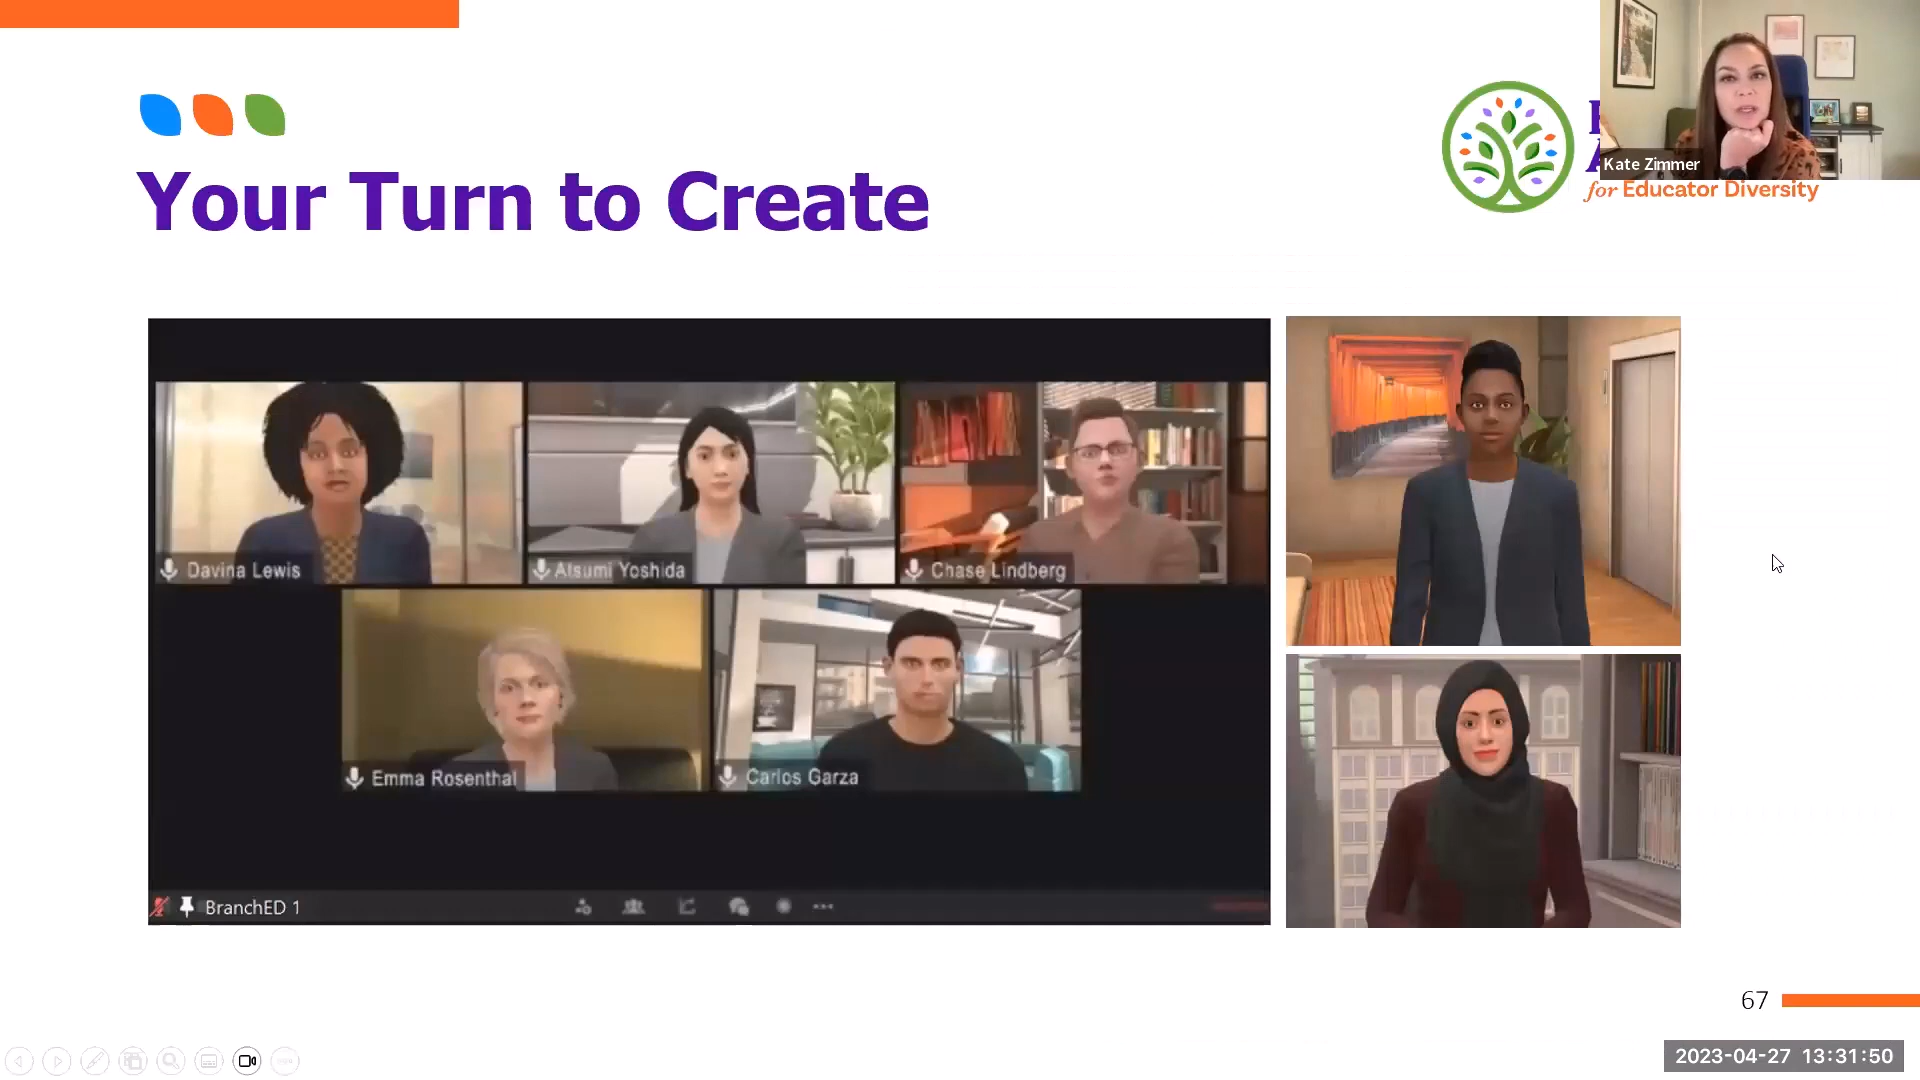 Your Turn to Create
Kate Zimmer
for Educator Diversity
Davina Lewis
Atsumi Yoshida
Chase Lindberg
Emma Rosenthal
Carlos Garza
BranchED 1
67
2023-04-27 13:31:50